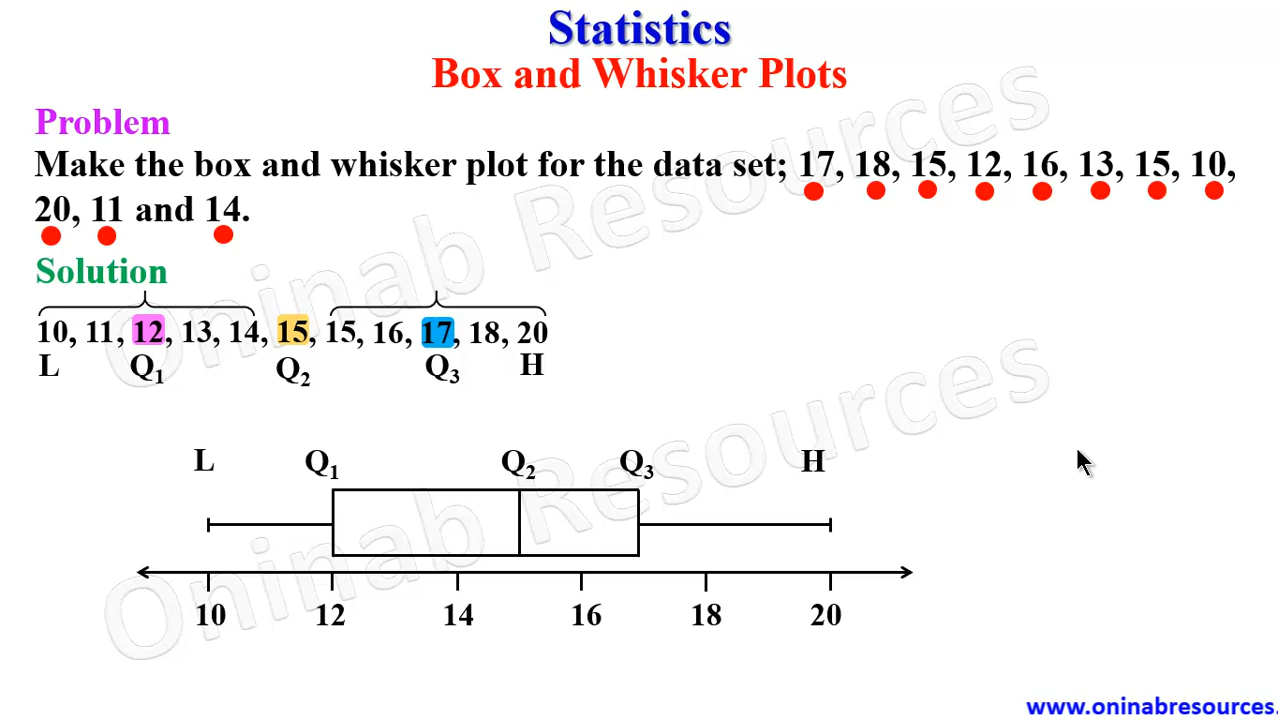 Statistics
Box and Whisker Plots
Problem
Make the box and whisker plot for the data set; 17, 18, 15, 12, 16, 13, 15, 10,
20, 11 and 14.
Solution
10, 11, 12, 13, 14, 15, 15, 16, 17, 18, 20
L Q₁ Q₂ Q₃ H
L Q₁ Q₂ Q₃ H
10 12 14 16 18 20
Oninab Resources
Oninab Resources
www.oninabresources.